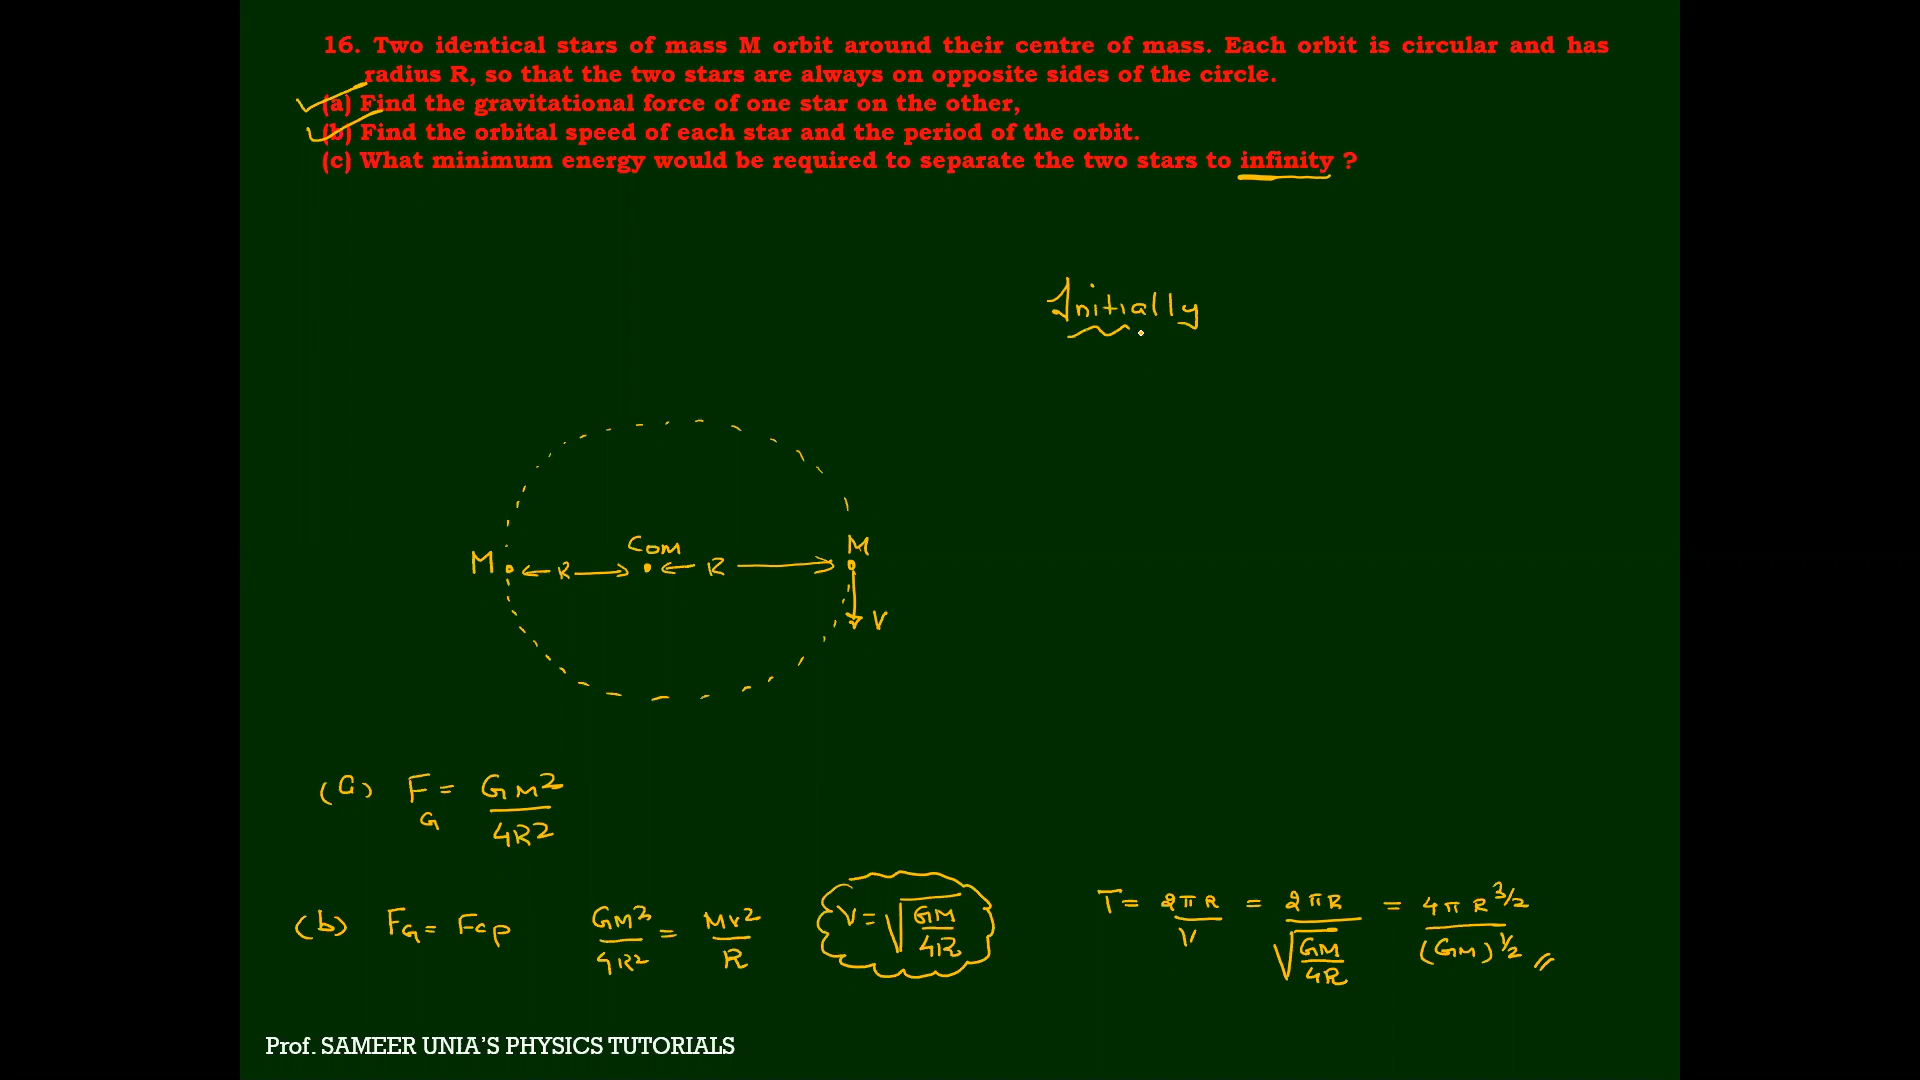 16. Two identical stars of mass M orbit around their centre of mass. Each orbit is circular and has
radius R, so that the two stars are always on opposite sides of the circle.
(a) Find the gravitational force of one star on the other,
(b) Find the orbital speed of each star and the period of the orbit.
(c) What minimum energy would be required to separate the two stars to infinity ?
Initially
M R COM R M
V
(a) F_G = GM²/4R²
(b) F_G = Fcp GM²/4R² = Mv²/R V = √(GM/4R) T = 2πR/V = 2πR/√(GM/4R) = 4πR^3/2/(GM)^1/2 //
Prof. SAMEER UNIA'S PHYSICS TUTORIALS